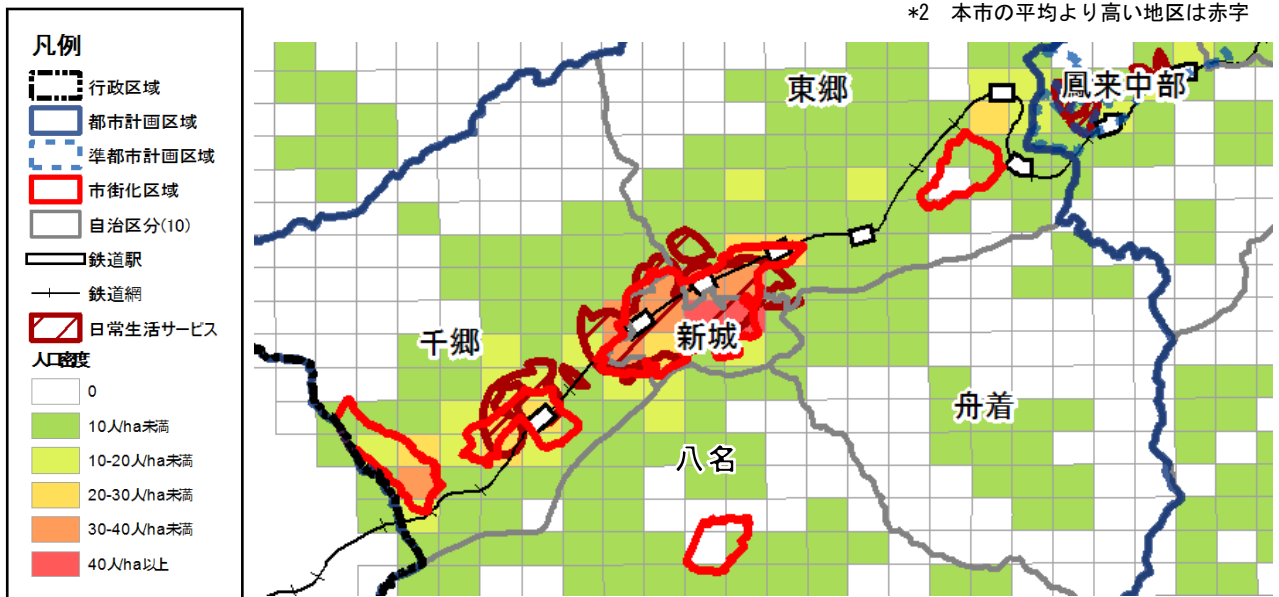 *2 本市の平均より高い地区は赤字
凡例
行政区域
都市計画区域
準都市計画区域
市街化区域
自治区分(10)
鉄道駅
鉄道網
日常生活サービス
人口密度
0
10人/ha未満
10-20人/ha未満
20-30人/ha未満
30-40人/ha未満
40人/ha以上
東郷
鳳来中部
千郷
新城
舟着
八名